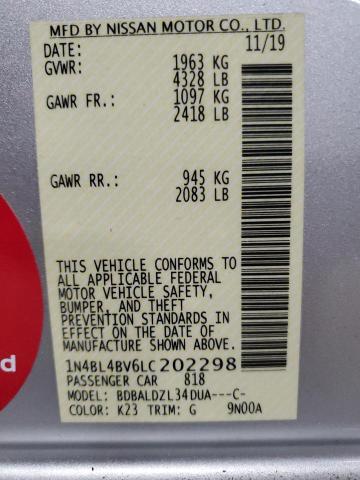 MFD BY NISSAN MOTOR CO., LTD.
DATE: 11/19
GVWR: 1963 KG
4328 LB
GAWR FR.: 1097 KG
2418 LB
GAWR RR.: 945 KG
2083 LB
THIS VEHICLE CONFORMS TO
ALL APPLICABLE FEDERAL
MOTOR VEHICLE SAFETY,
BUMPER, AND THEFT
PREVENTION STANDARDS IN
EFFECT ON THE DATE OF
MANUFACTURE SHOWN ABOVE.
1N4BL4BV6LC202298
PASSENGER CAR 818
MODEL: BDBALDZL34DUA---C-
COLOR: K23 TRIM: G 9N00A
d